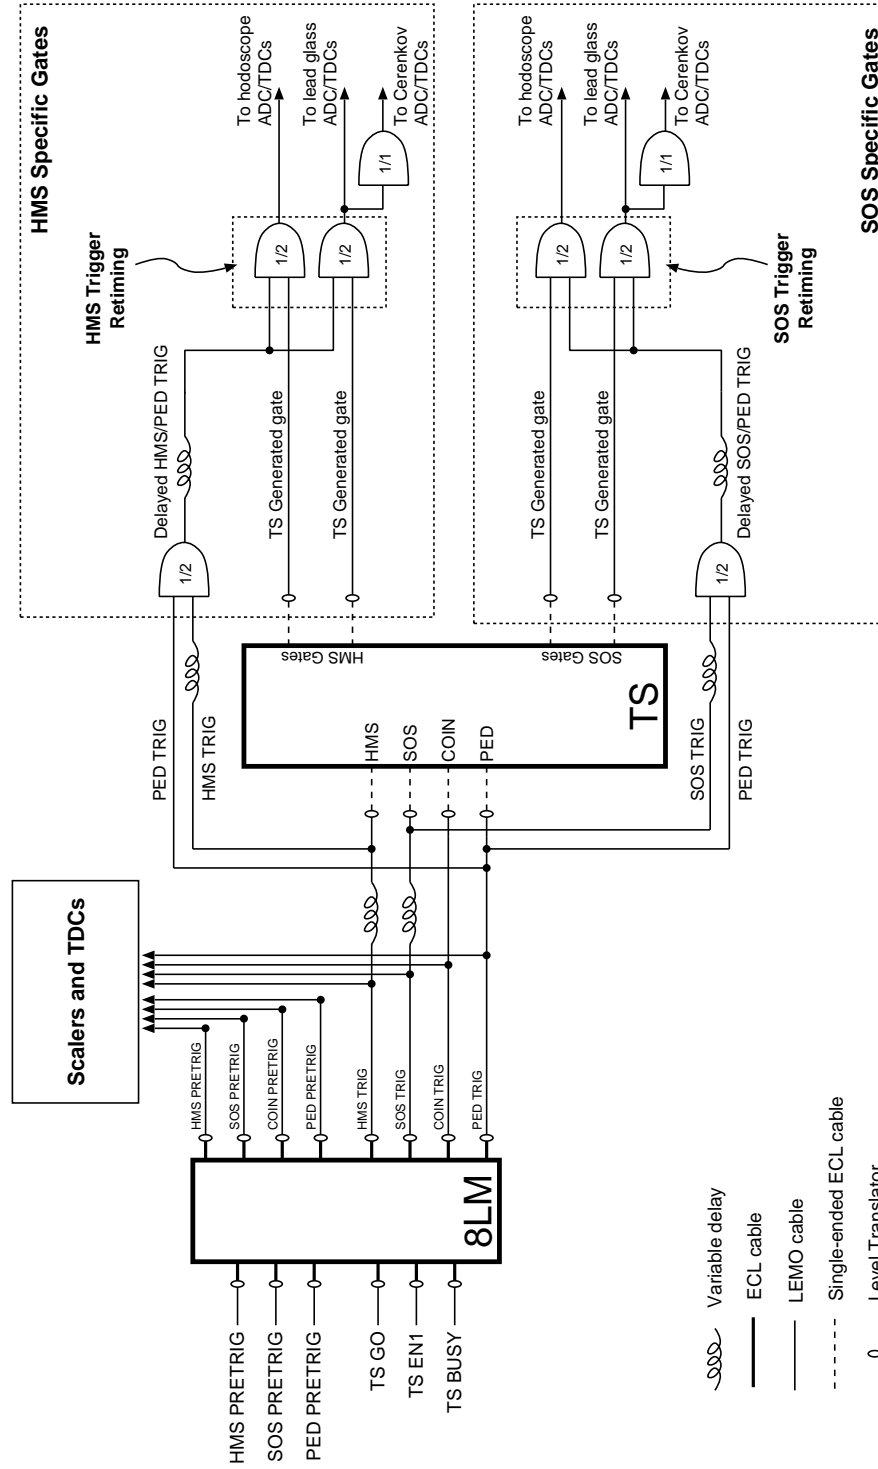 HMS PRETRIG
SOS PRETRIG
PED PRETRIG
TS GO
TS EN1
TS BUSY
8LM
HMS PRETRIG
SOS PRETRIG
COIN PRETRIG
PED PRETRIG
HMS TRIG
SOS TRIG
COIN TRIG
PED TRIG
Scalers and TDCs
PED TRIG
HMS TRIG
HMS
SOS
COIN
PED
TS
HMS Gates
SOS Gates
SOS TRIG
PED TRIG
HMS Specific Gates
1/2
Delayed HMS/PED TRIG
TS Generated gate
TS Generated gate
HMS Trigger
Retiming
1/2
1/2
1/1
To hodoscope
ADC/TDCs
To lead glass
ADC/TDCs
To Cerenkov
ADC/TDCs
TS Generated gate
TS Generated gate
1/2
Delayed SOS/PED TRIG
1/2
1/2
1/1
SOS Trigger
Retiming
To hodoscope
ADC/TDCs
To lead glass
ADC/TDCs
To Cerenkov
ADC/TDCs
SOS Specific Gates
Variable delay
ECL cable
LEMO cable
Single-ended ECL cable
Level Translator